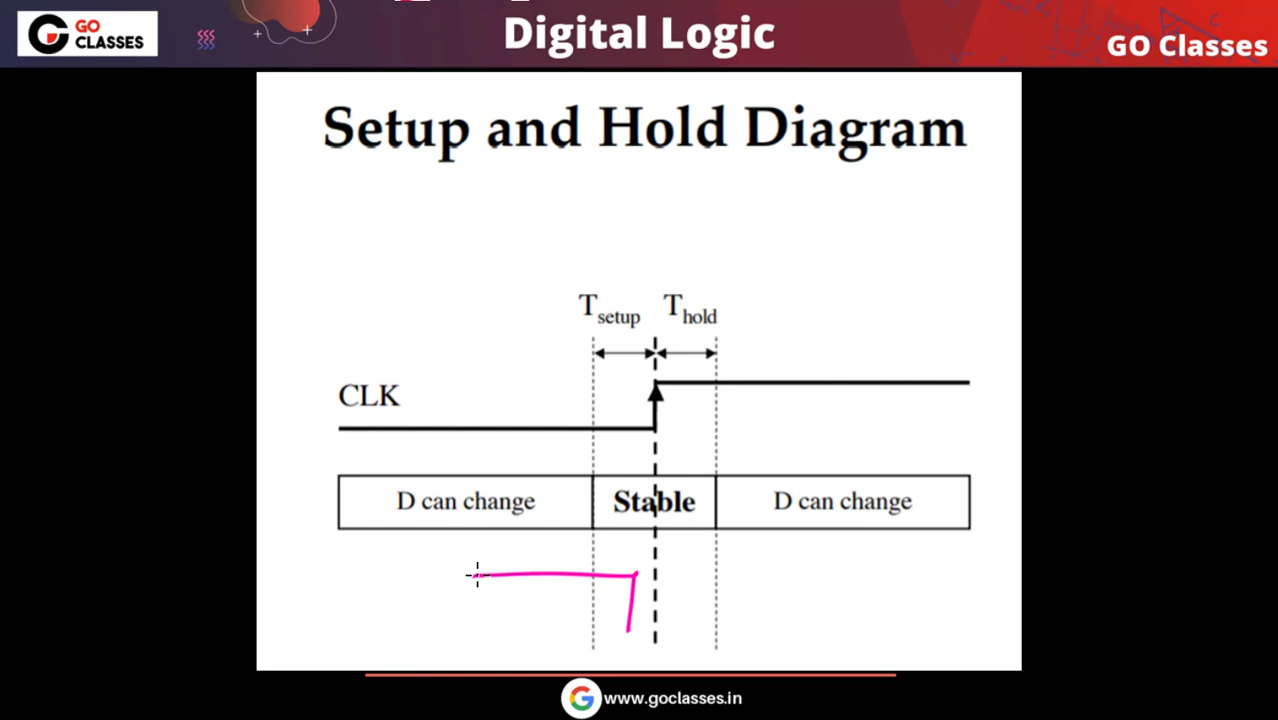 GO
CLASSES
Digital Logic
GO Classes
Setup and Hold Diagram
Tsetup Thold
CLK
D can change Stable D can change
www.goclasses.in